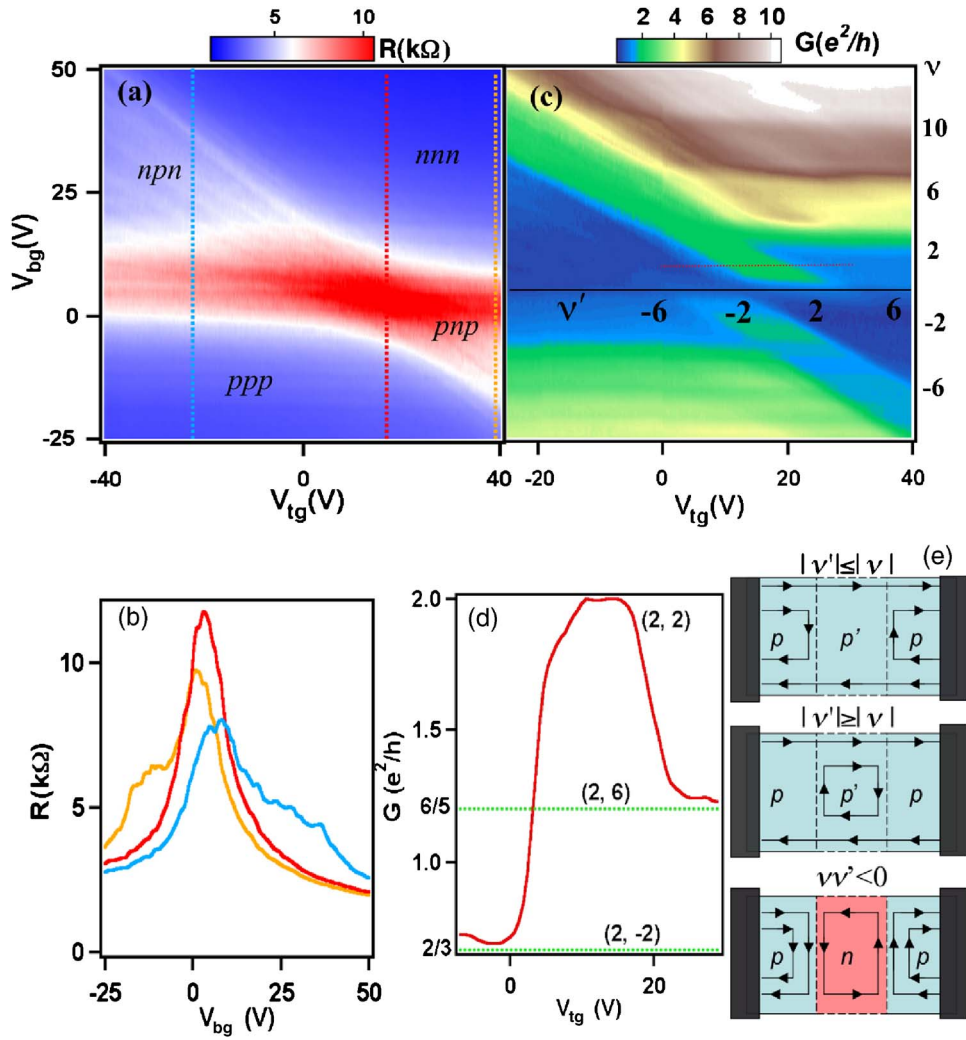 5 10
R(kΩ)
2 4 6 8 10
G(e²/h)
(a)
npn
nnn
pnp
ppp
50
25
0
-25
V_bg(V)
-40 0 40
V_tg(V)
(c)
ν
10
6
2
-2
-6
ν' -6 -2 2 6
-20 0 20 40
V_tg(V)
(b)
10
5
0
R(kΩ)
-25 0 25 50
V_bg (V)
(d)
2.0
1.5
6/5
1.0
2/3
G (e²/h)
(2, 2)
(2, 6)
(2, -2)
0 20
V_tg (V)
(e)
|ν'|≤|ν|
p p' p
|ν'|≥|ν|
p p' p
νν'<0
p n p